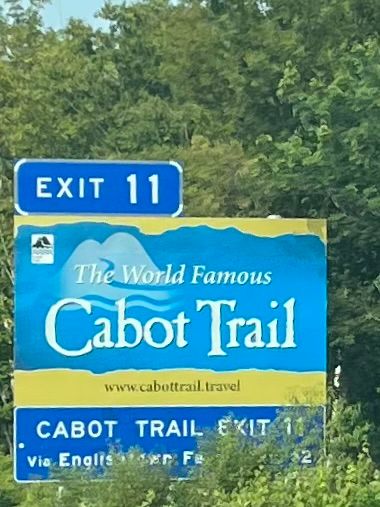 EXIT 11
The World Famous
Cabot Trail
www.cabottrail.travel
CABOT TRAIL EXIT 11
Via